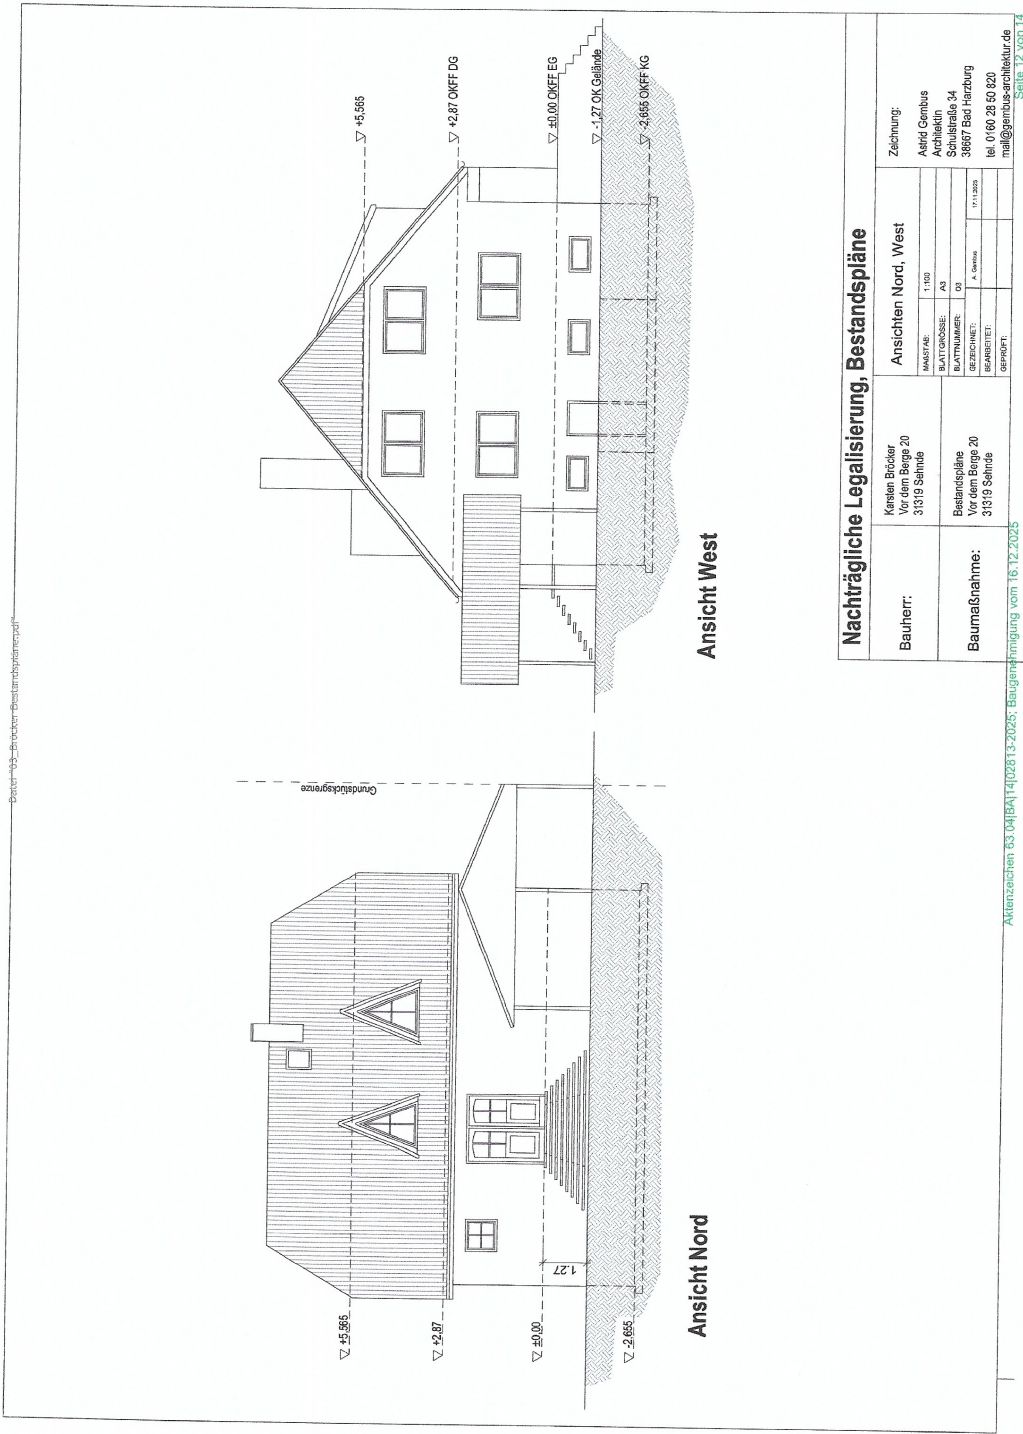 Datei "03_Bröcker Bestandspläne.pdf"
+5,565
+2,87
±0,00
-2,655
1.27
Grundstücksgrenze
Ansicht Nord
+5,565
+2,87 OKFF DG
±0,00 OKFF EG
-1,27 OK Gelände
-2,655 OKFF KG
Ansicht West
Nachträgliche Legalisierung, Bestandspläne
Bauherr:
Karsten Bröcker
Vor dem Berge 20
31319 Sehnde
Baumaßnahme:
Bestandspläne
Vor dem Berge 20
31319 Sehnde
Ansichten Nord, West
MAßSTAB: 1:100
BLATTGRÖSSE: A3
BLATTNUMMER: 03
GEZEICHNET: A. Gembus 17.11.2025
BEARBEITET:
GEPRÜFT:
Zeichnung:
Astrid Gembus
Architektin
Schulstraße 34
38667 Bad Harzburg
tel. 0160 28 50 820
mail@gembus-architektur.de
Aktenzeichen 63.04|BA|14|02813-2025; Baugenehmigung vom 16.12.2025
Seite 12 von 14